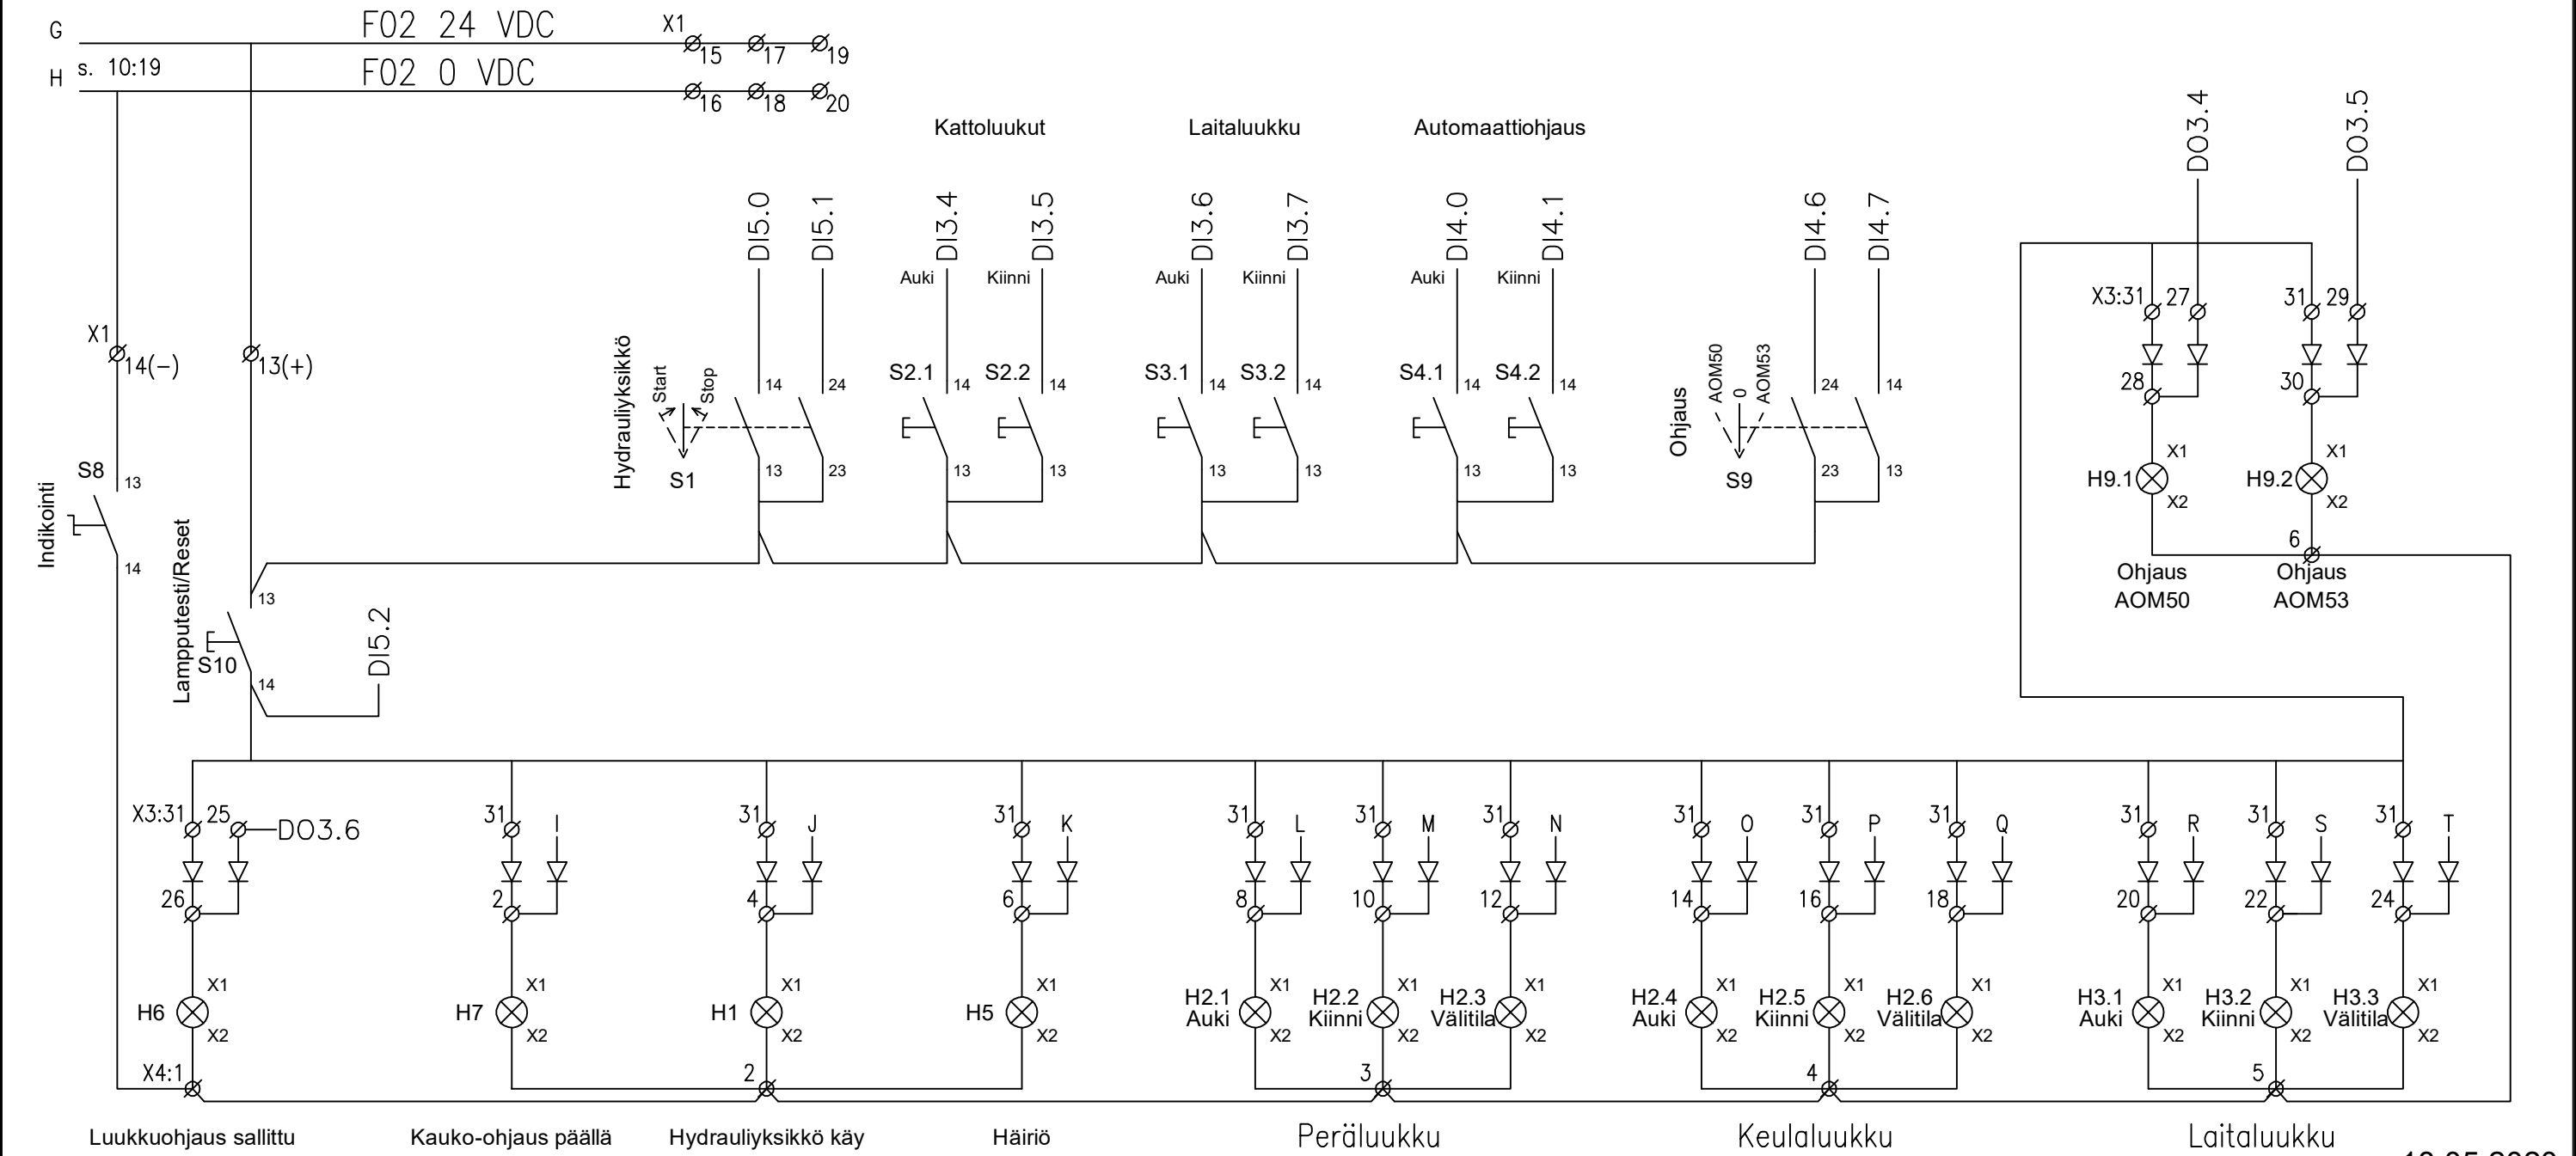 G F02 24 VDC X1 15 17 19
H s. 10:19 F02 0 VDC 16 18 20
Kattoluukut Laitaluukku Automaattiohjaus
DO3.4 DO3.5
DI5.0 DI5.1 DI3.4 DI3.5 DI3.6 DI3.7 DI4.0 DI4.1 DI4.6 DI4.7
Auki Kiinni Auki Kiinni Auki Kiinni
X3:31 27 31 29
X1 14(-) 13(+)
Hydrauliyksikkö Start Stop S1
14 24 S2.1 14 S2.2 14 S3.1 14 S3.2 14 S4.1 14 S4.2 14
Ohjaus AOM50 0 AOM53 S9 24 14
28 30
13 23 13 13 13 13 13 13 23 13
H9.1 X1 X2 H9.2 X1 X2
6
Ohjaus Ohjaus
AOM50 AOM53
Indikointi S8 13 14
Lampputesti/Reset S10 13 14 DI5.2
X3:31 25 DO3.6 31 I 31 J 31 K 31 L 31 M 31 N 31 O 31 P 31 Q 31 R 31 S 31 T
26 2 4 6 8 10 12 14 16 18 20 22 24
X1 X1 X1 X1 X1 X1 X1 X1 X1 X1 X1 X1 X1
H6 H7 H1 H5 H2.1 H2.2 H2.3 H2.4 H2.5 H2.6 H3.1 H3.2 H3.3
Auki Kiinni Välitila Auki Kiinni Välitila Auki Kiinni Välitila
X2 X2 X2 X2 X2 X2 X2 X2 X2 X2 X2 X2 X2
X4:1 2 3 4 5
Luukkuohjaus sallittu Kauko-ohjaus päällä Hydrauliyksikkö käy Häiriö Peräluukku Keulaluukku Laitaluukku